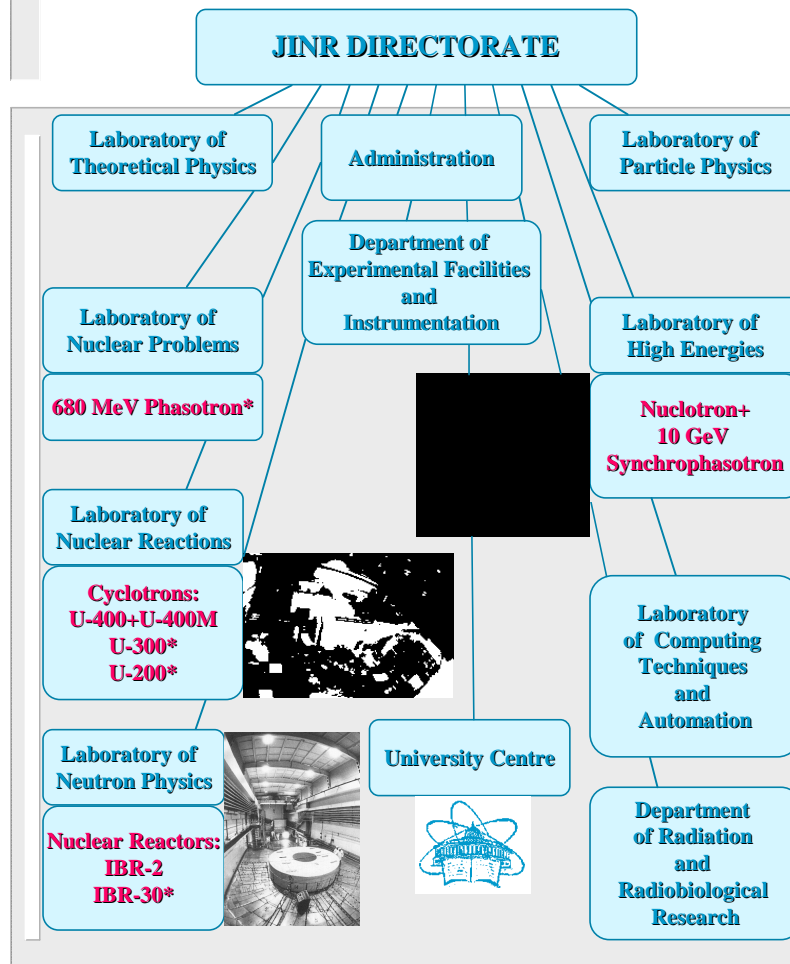 JINR DIRECTORATE
Laboratory of
Theoretical Physics
Administration
Laboratory of
Particle Physics
Department of
Experimental Facilities
and
Instrumentation
Laboratory of
Nuclear Problems
680 MeV Phasotron*
Laboratory of
High Energies
Nuclotron+
10 GeV
Synchrophasotron
Laboratory of
Nuclear Reactions
Cyclotrons:
U-400+U-400M
U-300*
U-200*
Laboratory
of Computing
Techniques
and
Automation
Laboratory of
Neutron Physics
Nuclear Reactors:
IBR-2
IBR-30*
University Centre
Department
of Radiation
and
Radiobiological
Research